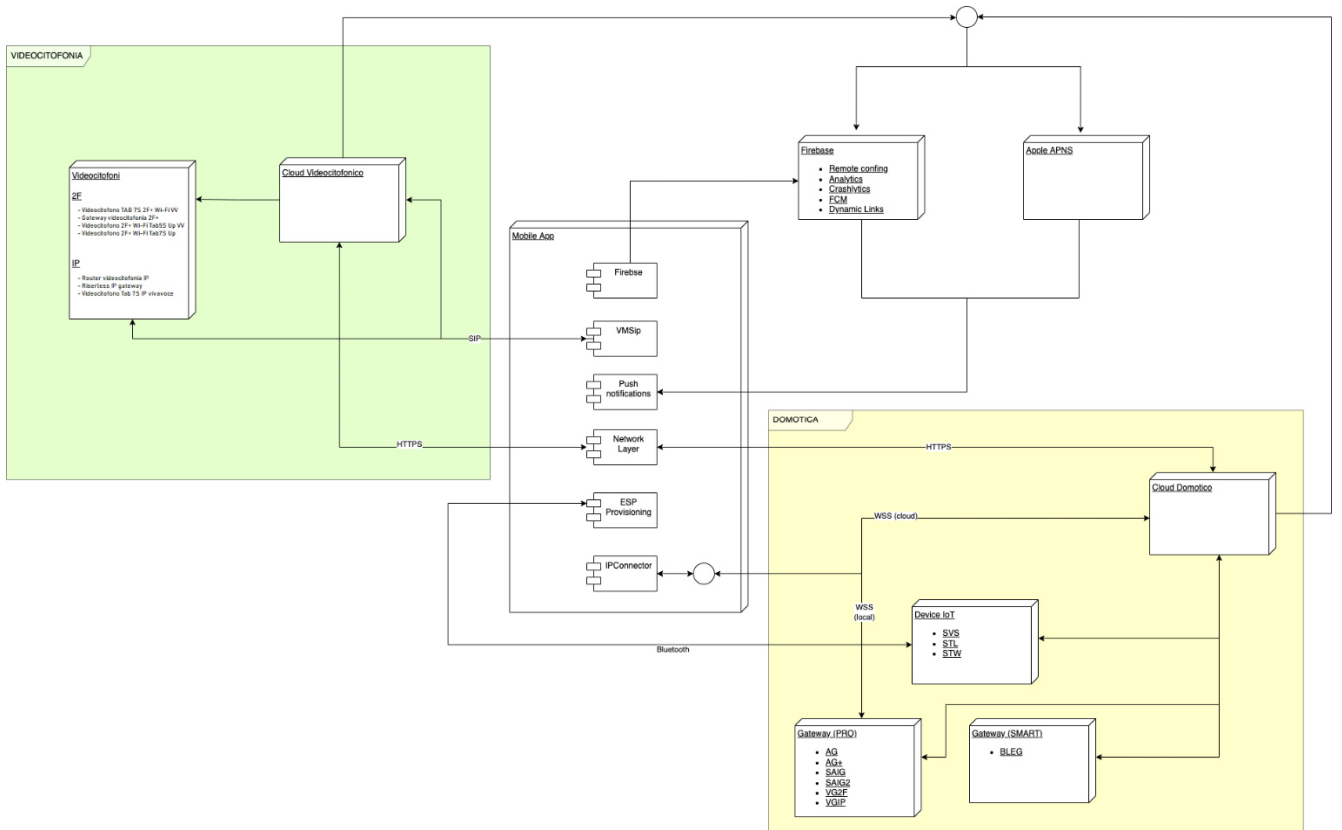 VIDEOCITOFONIA
Videocitofoni
2F
- Videocitofono TAB 7S 2F+ Wi-Fi VV
- Gateway videocitofonia 2F+
- Videocitofono 2F+ Wi-Fi Tab5S Up VV
- Videocitofono 2F+ Wi-Fi Tab7S Up
IP
- Router videocitofonia IP
- Riserless IP gateway
- Videocitofono Tab 7S IP vivavoce
Cloud Videocitofonico
SIP
HTTPS
Mobile App
Firebse
VMSip
Push
notifications
Network
Layer
ESP
Provisioning
IPConnector
Bluetooth
Firebase
• Remote confing
• Analytics
• Crashlytics
• FCM
• Dynamic Links
Apple APNS
DOMOTICA
HTTPS
Cloud Domotico
WSS (cloud)
WSS
(local)
Device IoT
• SVS
• STL
• STW
Gateway (PRO)
• AG
• AG+
• SAIG
• SAIG2
• VG2F
• VGIP
Gateway (SMART)
• BLEG